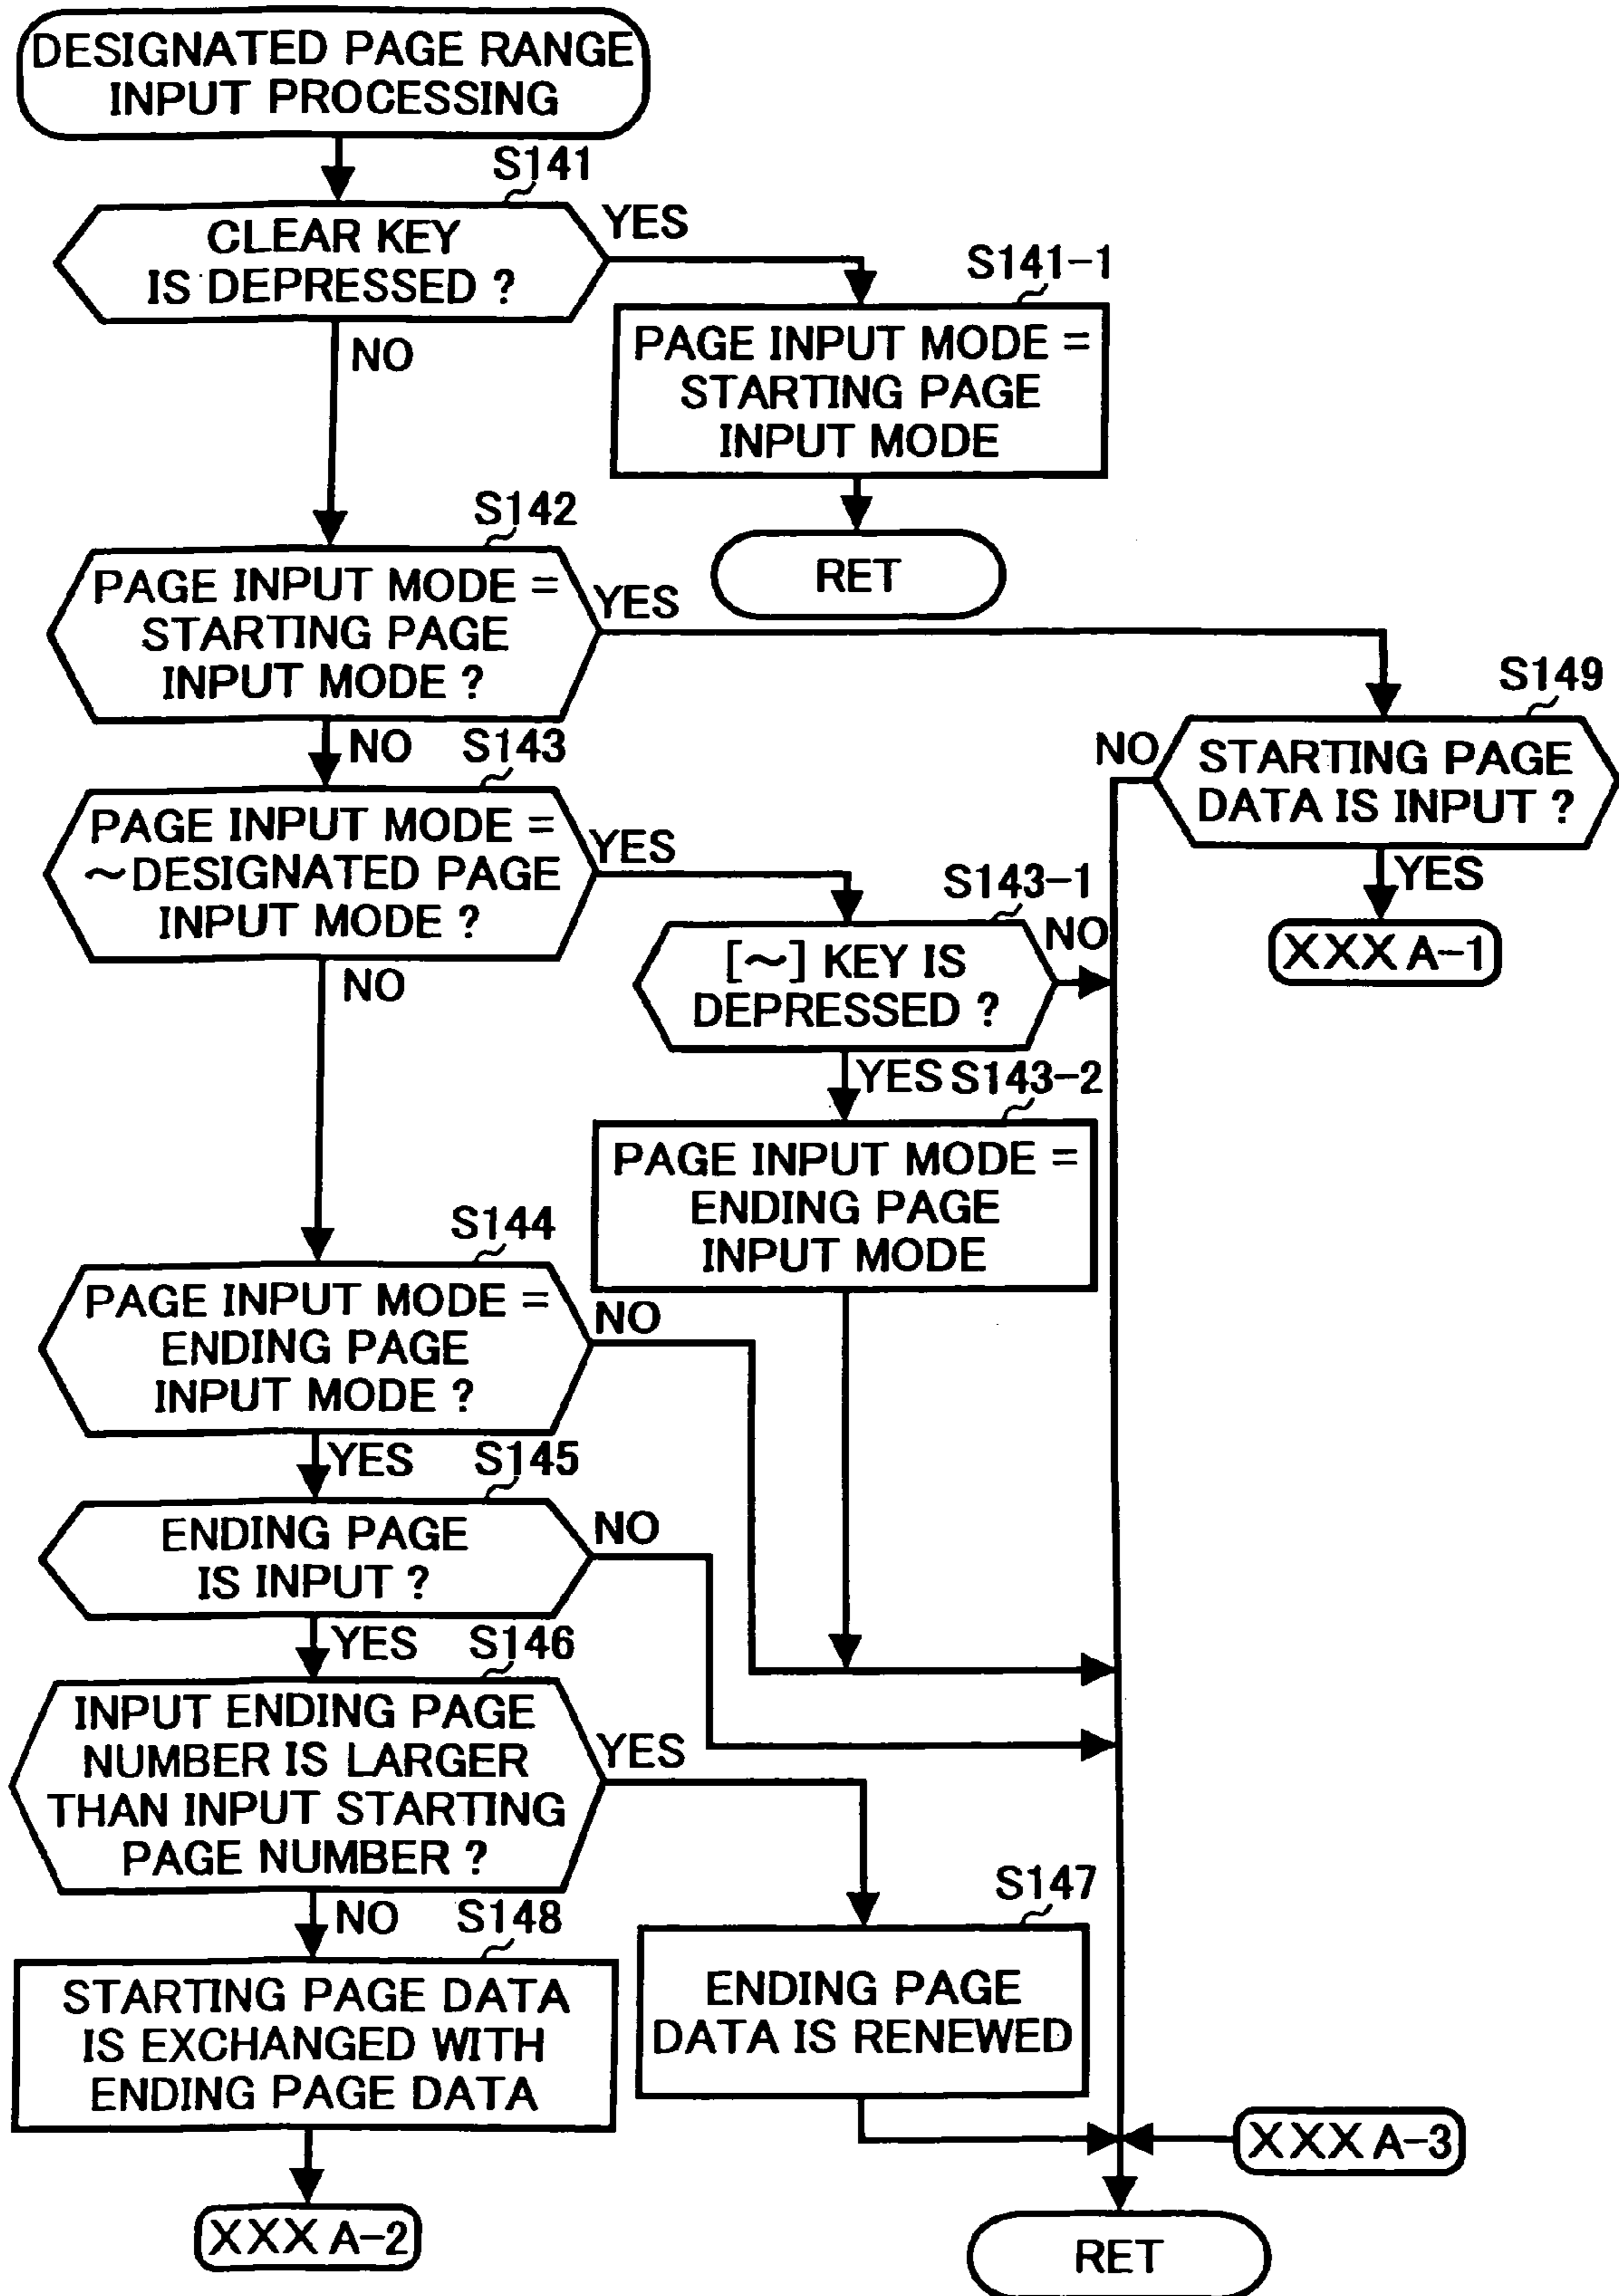 DESIGNATED PAGE RANGE
INPUT PROCESSING
S141
CLEAR KEY
IS DEPRESSED ?
YES
NO
S141-1
PAGE INPUT MODE =
STARTING PAGE
INPUT MODE
RET
S142
PAGE INPUT MODE =
STARTING PAGE
INPUT MODE ?
YES
NO
S149
STARTING PAGE
DATA IS INPUT ?
NO
YES
XXX A-1
S143
PAGE INPUT MODE =
~DESIGNATED PAGE
INPUT MODE ?
YES
NO
S143-1
[~] KEY IS
DEPRESSED ?
NO
YES
S143-2
PAGE INPUT MODE =
ENDING PAGE
INPUT MODE
S144
PAGE INPUT MODE =
ENDING PAGE
INPUT MODE ?
NO
YES
S145
ENDING PAGE
IS INPUT ?
NO
YES
S146
INPUT ENDING PAGE
NUMBER IS LARGER
THAN INPUT STARTING
PAGE NUMBER ?
YES
NO
S147
ENDING PAGE
DATA IS RENEWED
S148
STARTING PAGE DATA
IS EXCHANGED WITH
ENDING PAGE DATA
XXX A-2
XXX A-3
RET